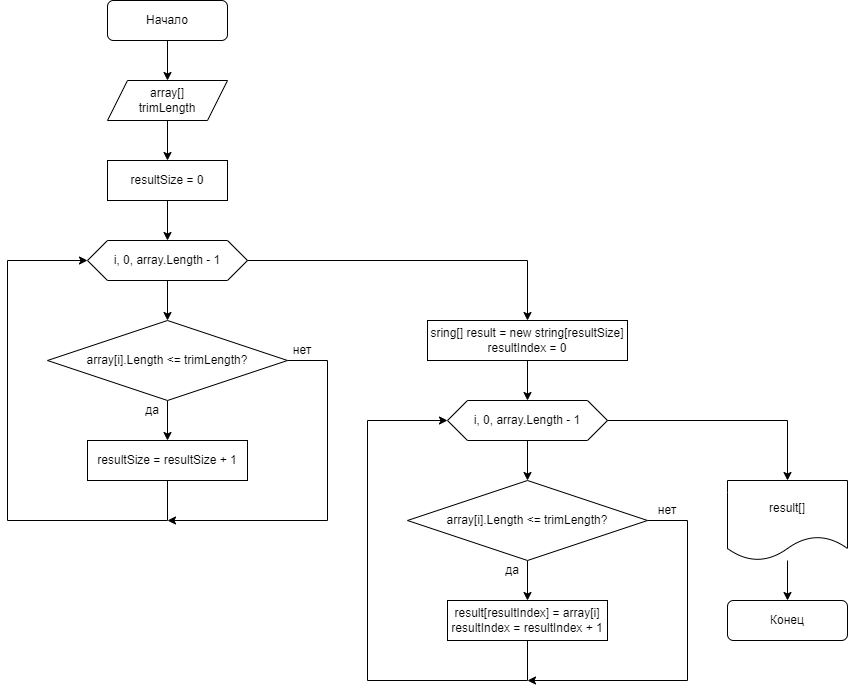 Начало
array[]
trimLength
resultSize = 0
i, 0, array.Length - 1
array[i].Length <= trimLength?
нет
да
resultSize = resultSize + 1
sring[] result = new string[resultSize]
resultIndex = 0
i, 0, array.Length - 1
array[i].Length <= trimLength?
нет
да
result[resultIndex] = array[i]
resultIndex = resultIndex + 1
result[]
Конец